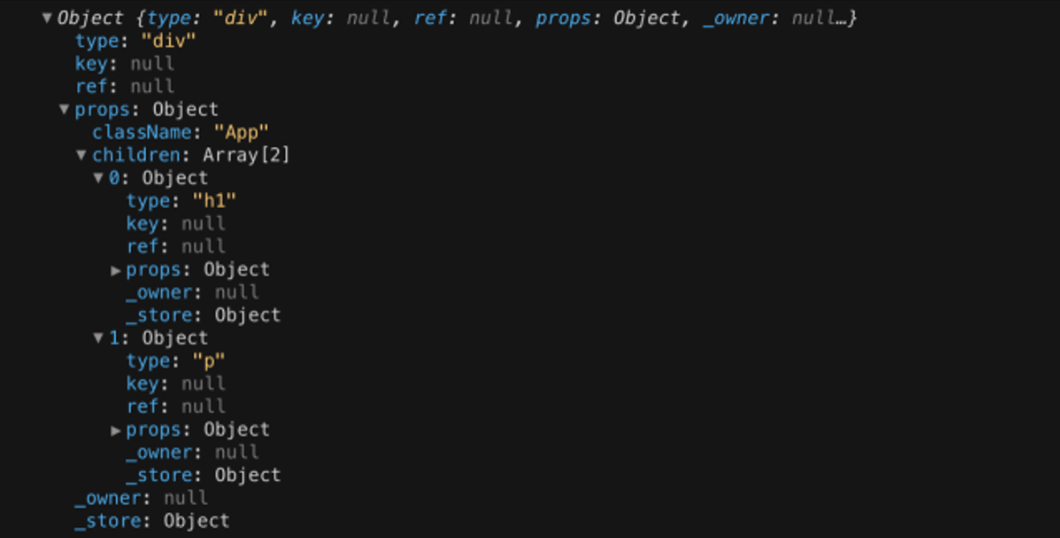 ▼Object {type: "div", key: null, ref: null, props: Object, _owner: null…}
type: "div"
key: null
ref: null
▼props: Object
className: "App"
▼children: Array[2]
▼0: Object
type: "h1"
key: null
ref: null
▶props: Object
_owner: null
_store: Object
▼1: Object
type: "p"
key: null
ref: null
▶props: Object
_owner: null
_store: Object
_owner: null
_store: Object